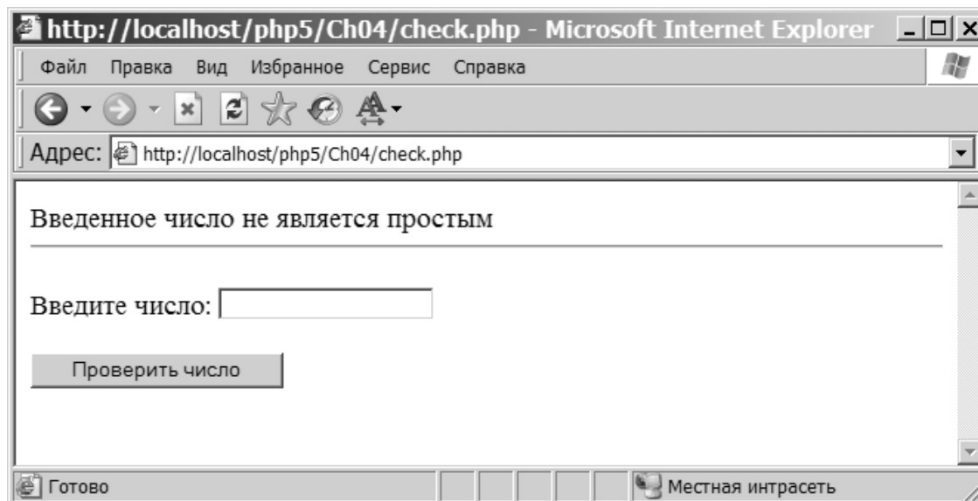 http://localhost/php5/Ch04/check.php - Microsoft Internet Explorer
Файл Правка Вид Избранное Сервис Справка
Адрес: http://localhost/php5/Ch04/check.php
Введенное число не является простым
Введите число:
Проверить число
Готово Местная интрасеть